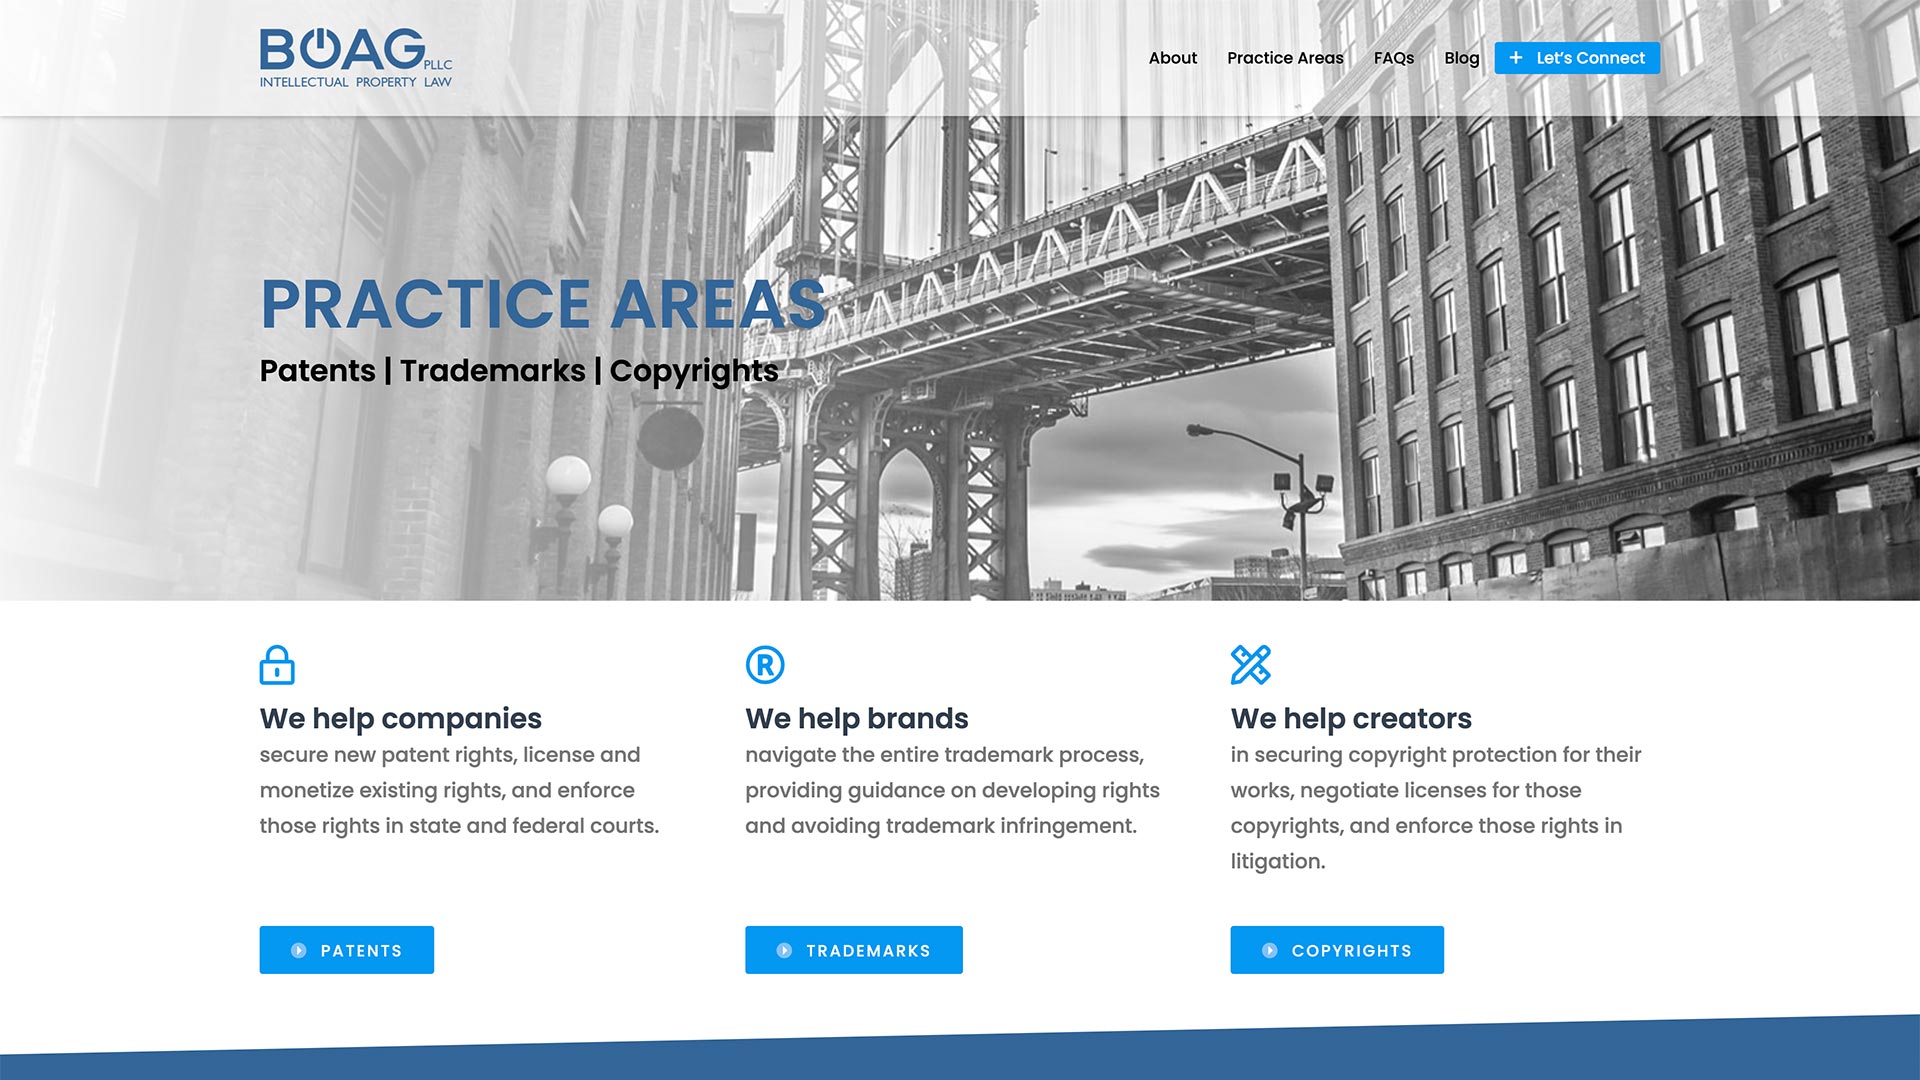 BOAG PLLC
INTELLECTUAL PROPERTY LAW
About Practice Areas FAQs Blog + Let's Connect
PRACTICE AREAS
Patents | Trademarks | Copyrights
®
We help companies
secure new patent rights, license and
monetize existing rights, and enforce
those rights in state and federal courts.
PATENTS
We help brands
navigate the entire trademark process,
providing guidance on developing rights
and avoiding trademark infringement.
TRADEMARKS
We help creators
in securing copyright protection for their
works, negotiate licenses for those
copyrights, and enforce those rights in
litigation.
COPYRIGHTS